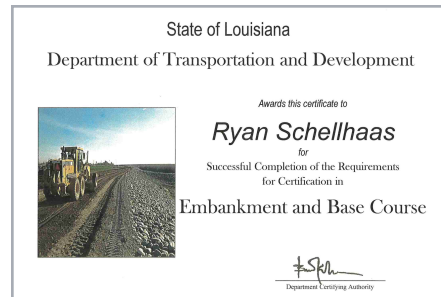 State of Louisiana
Department of Transportation and Development
Awards this certificate to
Ryan Schellhaas
for
Successful Completion of the Requirements
for Certification in
Embankment and Base Course
Department Certifying Authority